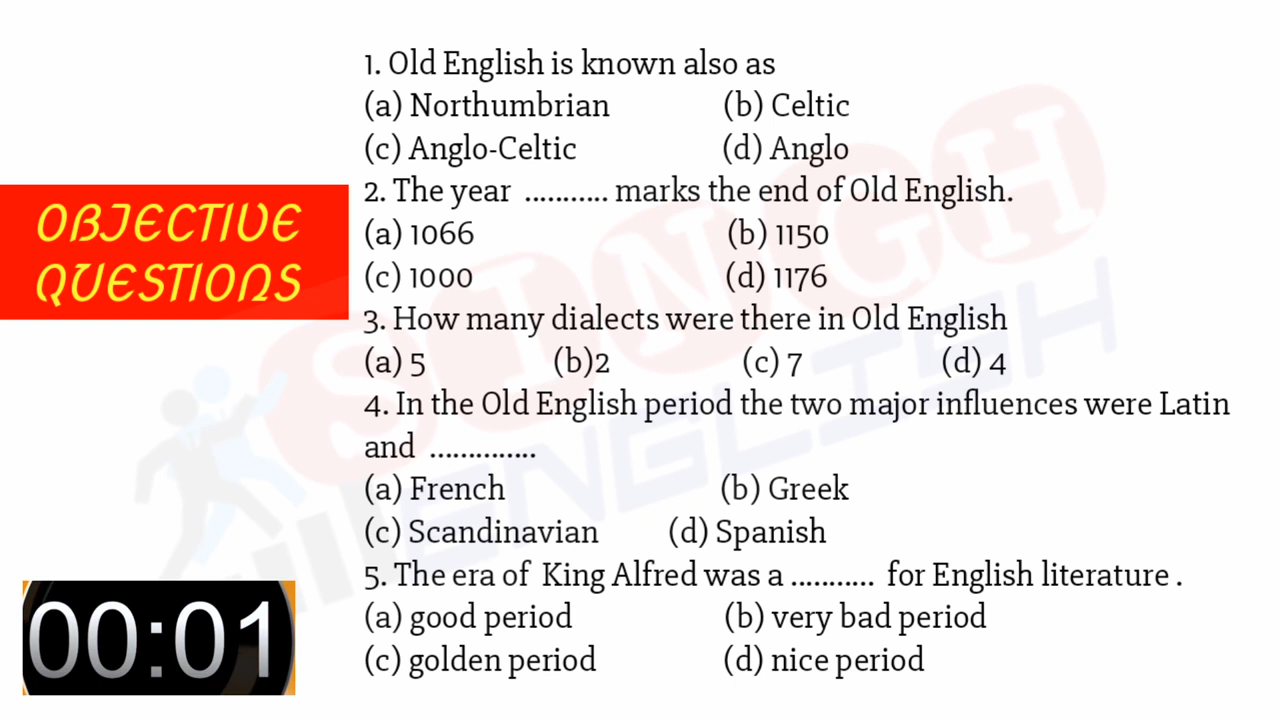 OBJECTIVE
QUESTIONS
1. Old English is known also as
(a) Northumbrian (b) Celtic
(c) Anglo-Celtic (d) Anglo
2. The year ........... marks the end of Old English.
(a) 1066 (b) 1150
(c) 1000 (d) 1176
3. How many dialects were there in Old English
(a) 5 (b)2 (c) 7 (d) 4
4. In the Old English period the two major influences were Latin
and ..............
(a) French (b) Greek
(c) Scandinavian (d) Spanish
5. The era of King Alfred was a ........... for English literature .
(a) good period (b) very bad period
(c) golden period (d) nice period
00:01
SINGH
ENGLISH